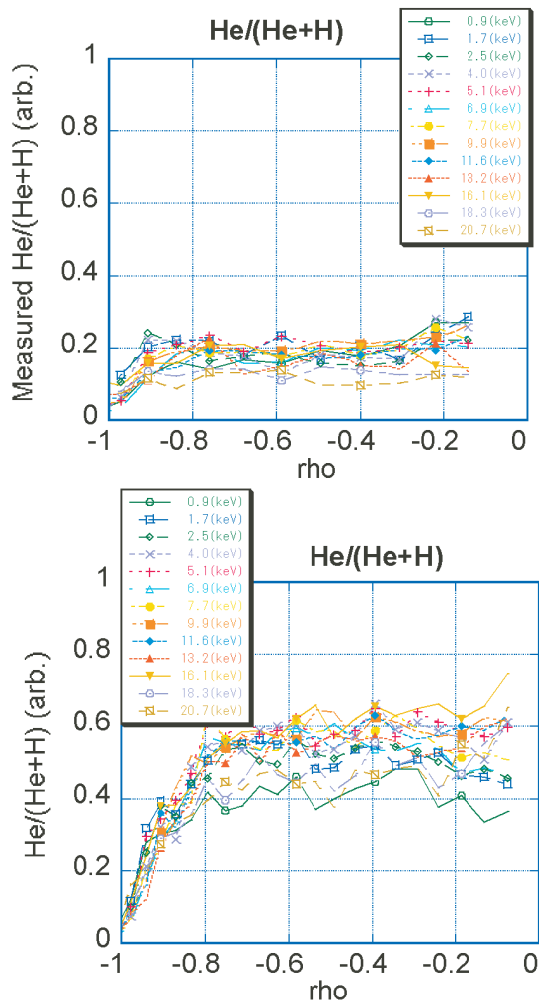 He/(He+H)
0.9(keV)
1.7(keV)
2.5(keV)
4.0(keV)
5.1(keV)
6.9(keV)
7.7(keV)
9.9(keV)
11.6(keV)
13.2(keV)
16.1(keV)
18.3(keV)
20.7(keV)
Measured He/(He+H) (arb.)
1
0.8
0.6
0.4
0.2
0
-1 -0.8 -0.6 -0.4 -0.2 0
rho
0.9(keV)
1.7(keV)
2.5(keV)
4.0(keV)
5.1(keV)
6.9(keV)
7.7(keV)
9.9(keV)
11.6(keV)
13.2(keV)
16.1(keV)
18.3(keV)
20.7(keV)
He/(He+H)
He/(He+H) (arb.)
1
0.8
0.6
0.4
0.2
0
-1 -0.8 -0.6 -0.4 -0.2 0
rho